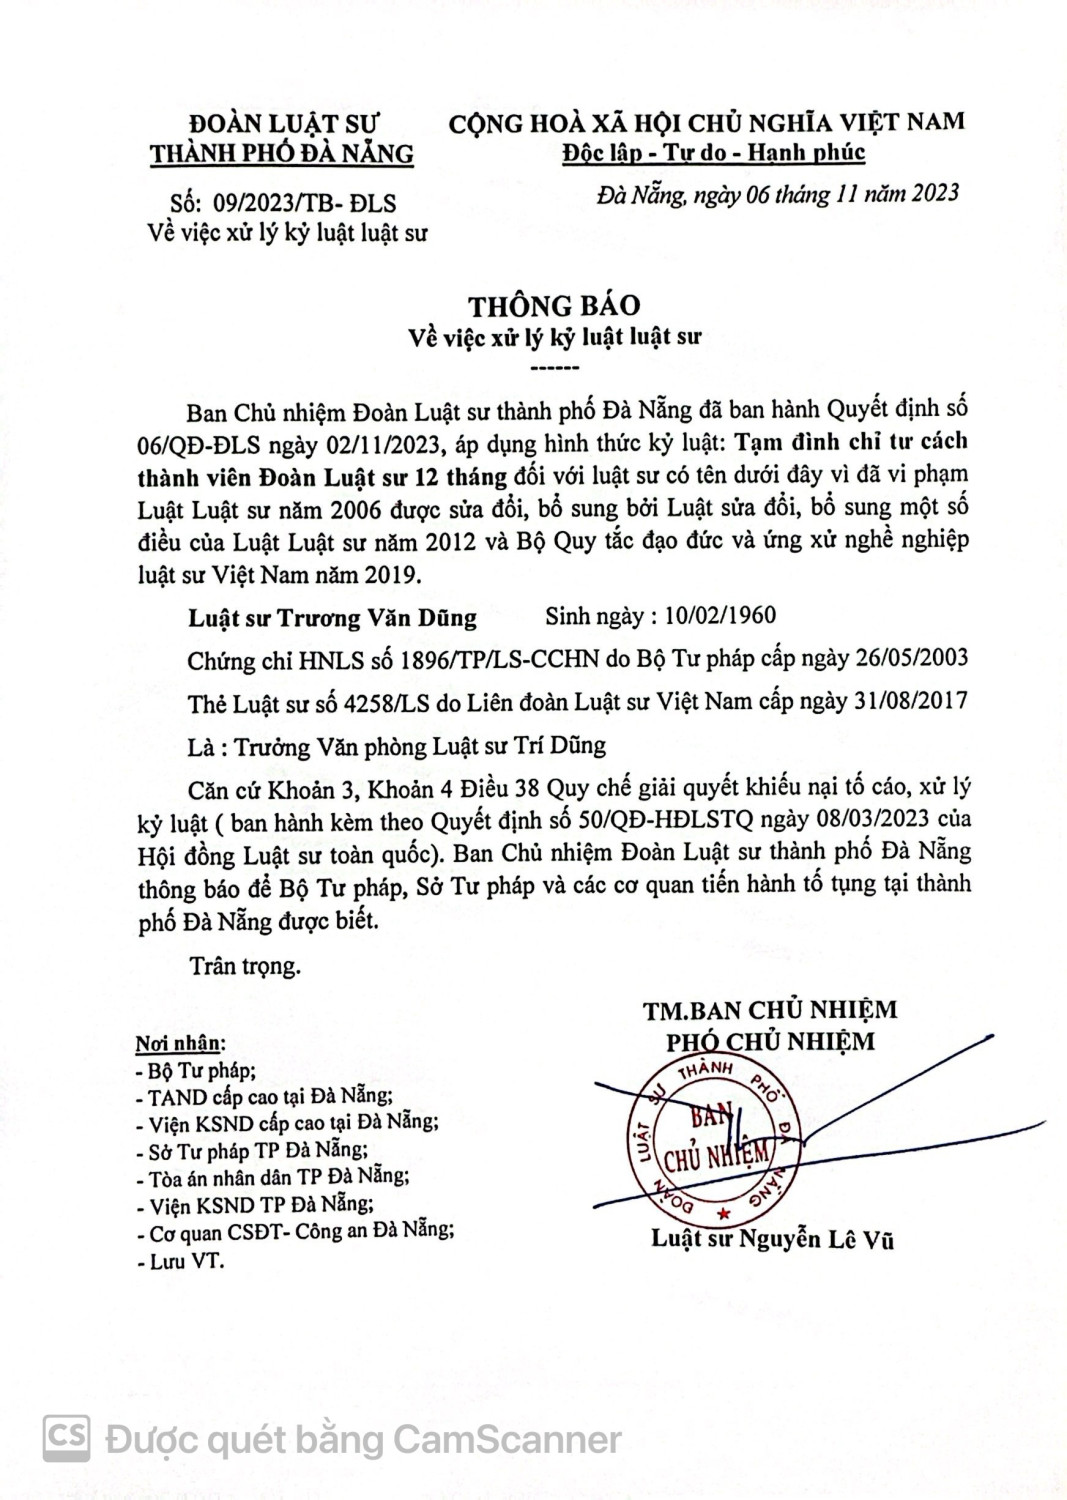 ĐOÀN LUẬT SƯ
THÀNH PHỐ ĐÀ NẴNG
CỘNG HOÀ XÃ HỘI CHỦ NGHĨA VIỆT NAM
Độc lập - Tự do - Hạnh phúc
Số: 09/2023/TB- ĐLS
Về việc xử lý kỷ luật luật sư
Đà Nẵng, ngày 06 tháng 11 năm 2023
THÔNG BÁO
Về việc xử lý kỷ luật luật sư
------
Ban Chủ nhiệm Đoàn Luật sư thành phố Đà Nẵng đã ban hành Quyết định số
06/QĐ-ĐLS ngày 02/11/2023, áp dụng hình thức kỷ luật: Tạm đình chỉ tư cách
thành viên Đoàn Luật sư 12 tháng đối với luật sư có tên dưới đây vì đã vi phạm
Luật Luật sư năm 2006 được sửa đổi, bổ sung bởi Luật sửa đổi, bổ sung một số
điều của Luật Luật sư năm 2012 và Bộ Quy tắc đạo đức và ứng xử nghề nghiệp
luật sư Việt Nam năm 2019.
Luật sư Trương Văn Dũng Sinh ngày : 10/02/1960
Chứng chỉ HNLS số 1896/TP/LS-CCHN do Bộ Tư pháp cấp ngày 26/05/2003
Thẻ Luật sư số 4258/LS do Liên đoàn Luật sư Việt Nam cấp ngày 31/08/2017
Là : Trưởng Văn phòng Luật sư Trí Dũng
Căn cứ Khoản 3, Khoản 4 Điều 38 Quy chế giải quyết khiếu nại tố cáo, xử lý
kỷ luật ( ban hành kèm theo Quyết định số 50/QĐ-HĐLSTQ ngày 08/03/2023 của
Hội đồng Luật sư toàn quốc). Ban Chủ nhiệm Đoàn Luật sư thành phố Đà Nẵng
thông báo để Bộ Tư pháp, Sở Tư pháp và các cơ quan tiến hành tố tụng tại thành
phố Đà Nẵng được biết.
Trân trọng.
TM.BAN CHỦ NHIỆM
PHÓ CHỦ NHIỆM
Nơi nhận:
- Bộ Tư pháp;
- TAND cấp cao tại Đà Nẵng;
- Viện KSND cấp cao tại Đà Nẵng;
- Sở Tư pháp TP Đà Nẵng;
- Tòa án nhân dân TP Đà Nẵng;
- Viện KSND TP Đà Nẵng;
- Cơ quan CSĐT- Công an Đà Nẵng;
- Lưu VT.
ĐOÀN LUẬT SƯ THÀNH PHỐ ĐÀ NẴNG
BAN
CHỦ NHIỆM
Luật sư Nguyễn Lê Vũ
CS Được quét bằng CamScanner